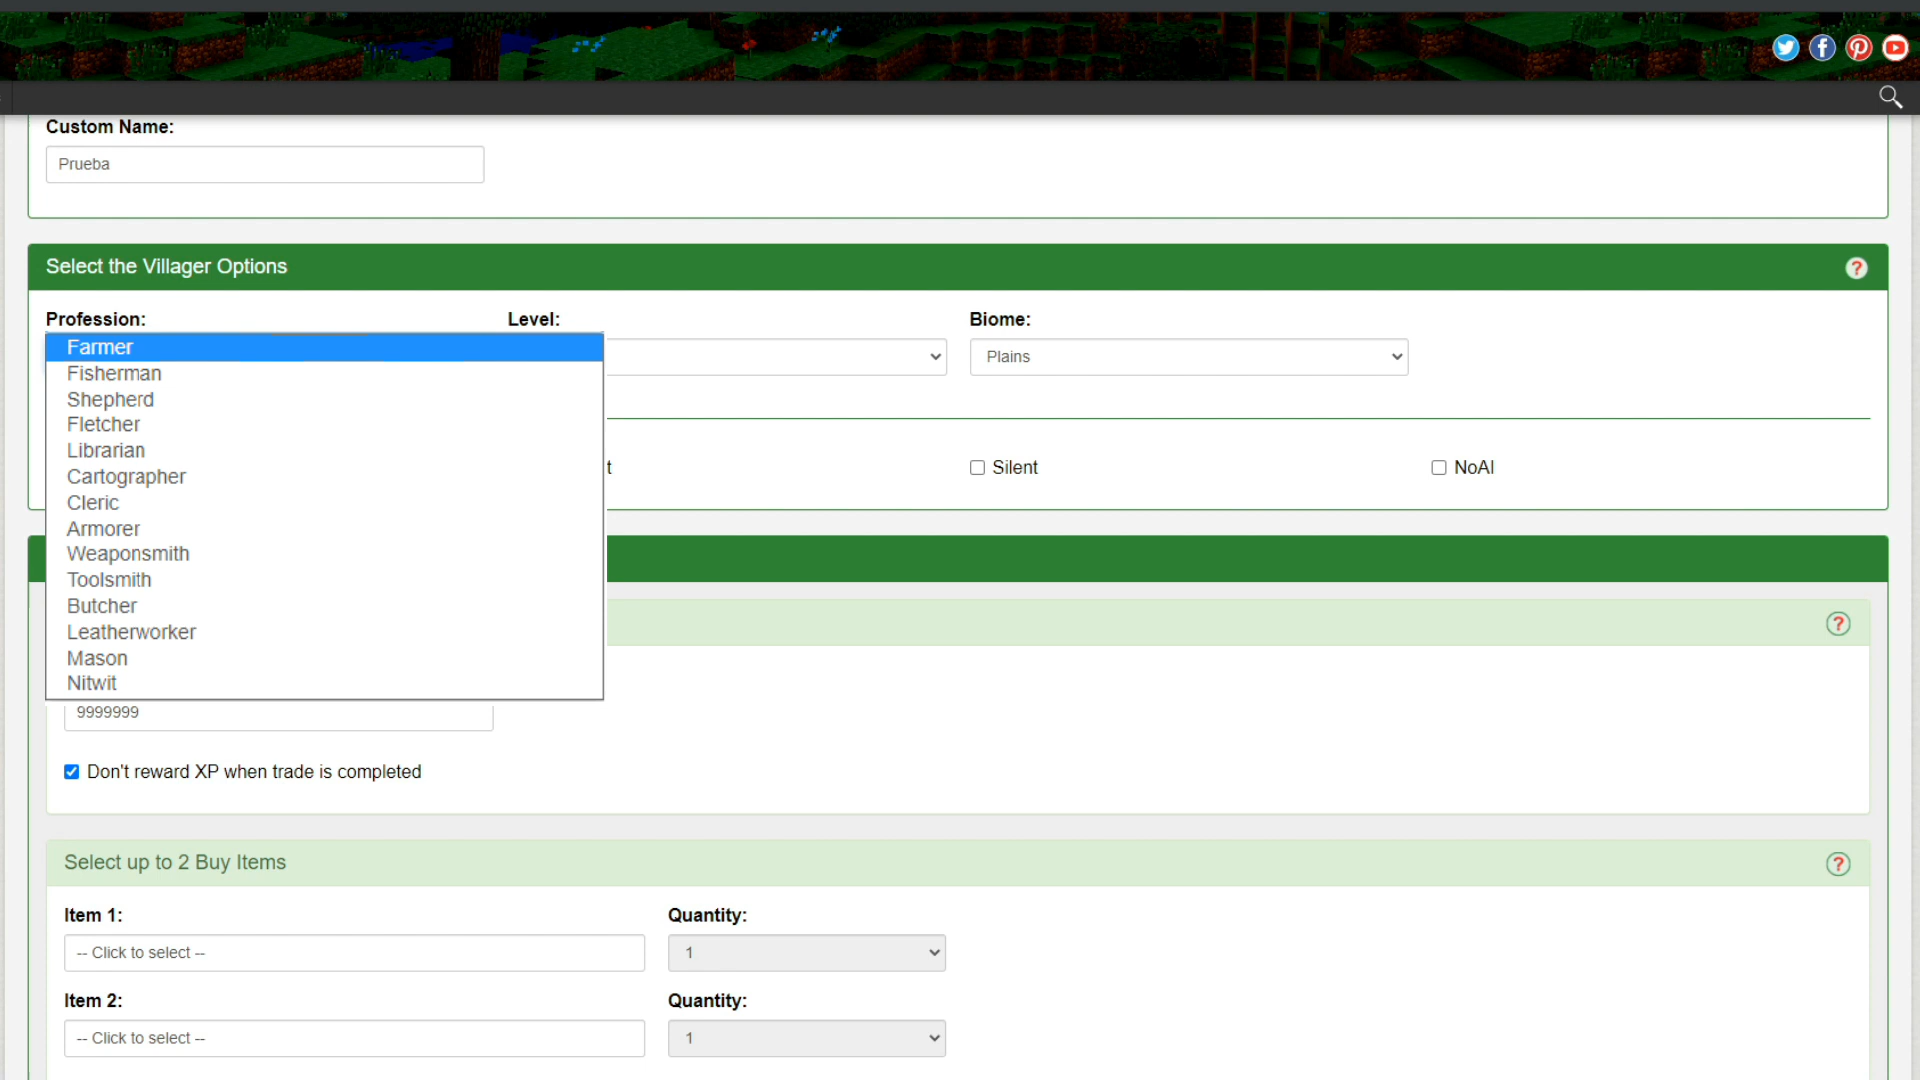 Custom Name:
Prueba
Select the Villager Options
?
Profession:
Level:
Biome:
Farmer
Plains
Fisherman
Shepherd
Fletcher
Librarian
t
Silent
NoAI
Cartographer
Cleric
Armorer
Weaponsmith
Toolsmith
Butcher
?
Leatherworker
Mason
Nitwit
9999999
Don't reward XP when trade is completed
Select up to 2 Buy Items
?
Item 1:
Quantity:
-- Click to select --
1
Item 2:
Quantity:
-- Click to select --
1